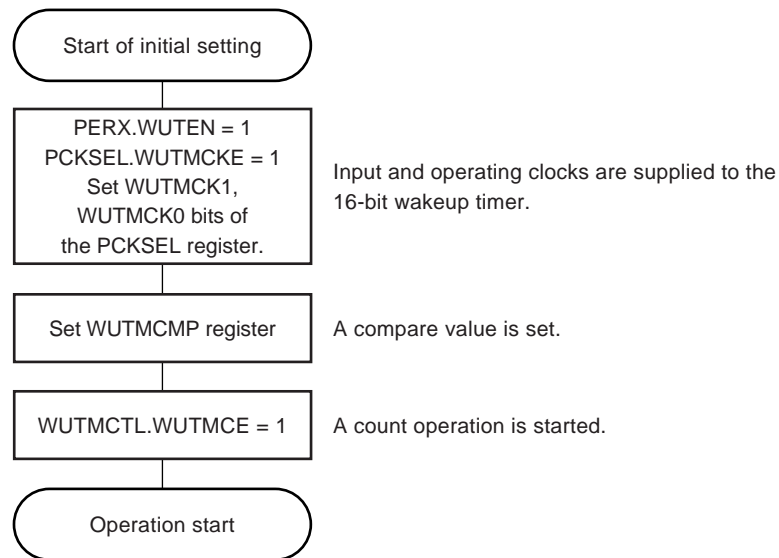 Start of initial setting
PERX.WUTEN = 1
PCKSEL.WUTMCKE = 1
Set WUTMCK1,
WUTMCK0 bits of
the PCKSEL register.
Input and operating clocks are supplied to the
16-bit wakeup timer.
Set WUTMCMP register
A compare value is set.
WUTMCTL.WUTMCE = 1
A count operation is started.
Operation start